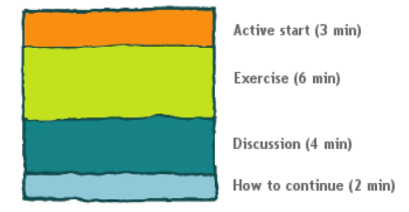 Active start (3 min)
Exercise (6 min)
Discussion (4 min)
How to continue (2 min)